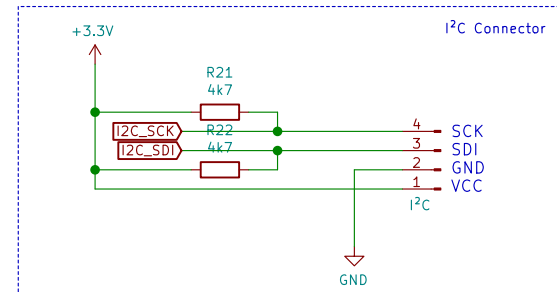 I²C Connector
+3.3V
R21
4k7
I2C_SCK
R22
4 SCK
I2C_SDI
4k7
3 SDI
2 GND
1 VCC
I²C
GND